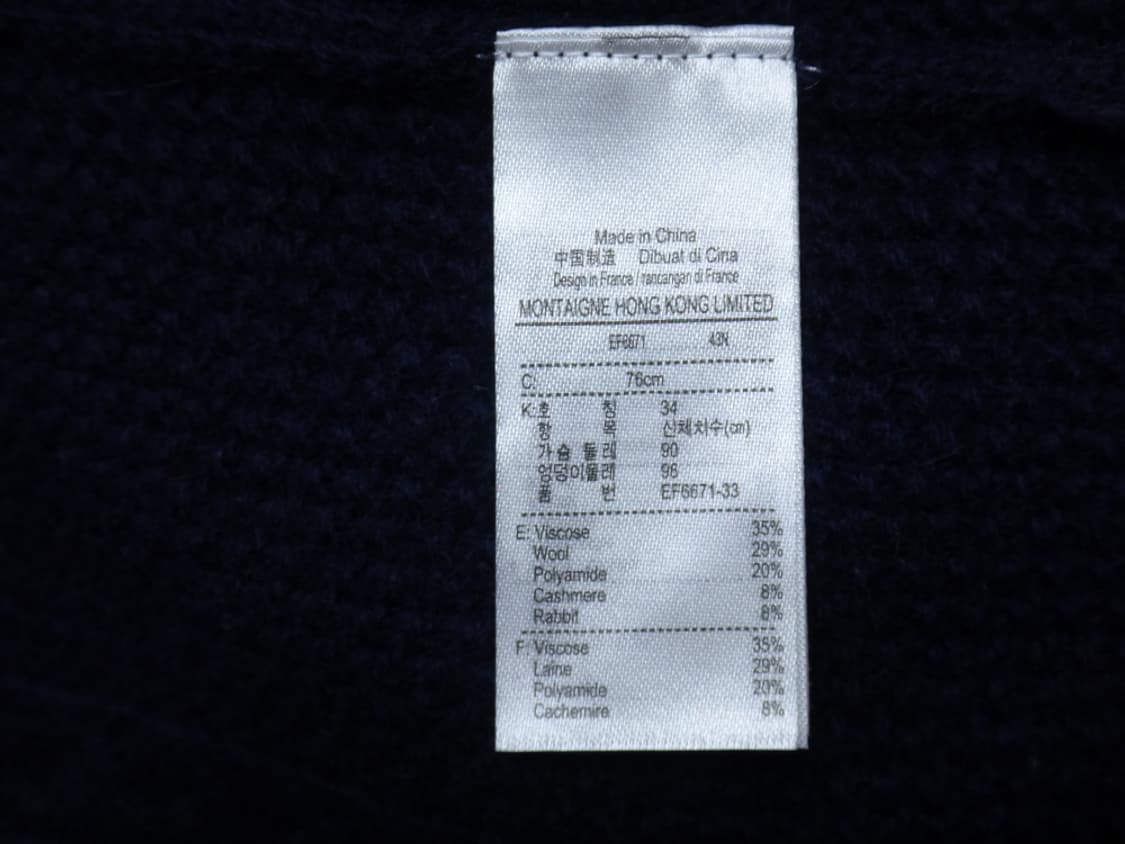 Made in China
中国制造 Dibuat di Cina
Design in France / rancangan di France
MONTAIGNE HONG KONG LIMITED
EF6671 43N
C: 76cm
K: 호 칭 34
항 목 신체치수(cm)
가슴 둘레 90
엉덩이둘레 96
품 번 EF6671-33
E: Viscose 35%
Wool 29%
Polyamide 20%
Cashmere 8%
Rabbit 8%
F: Viscose 35%
Laine 29%
Polyamide 20%
Cachemire 8%